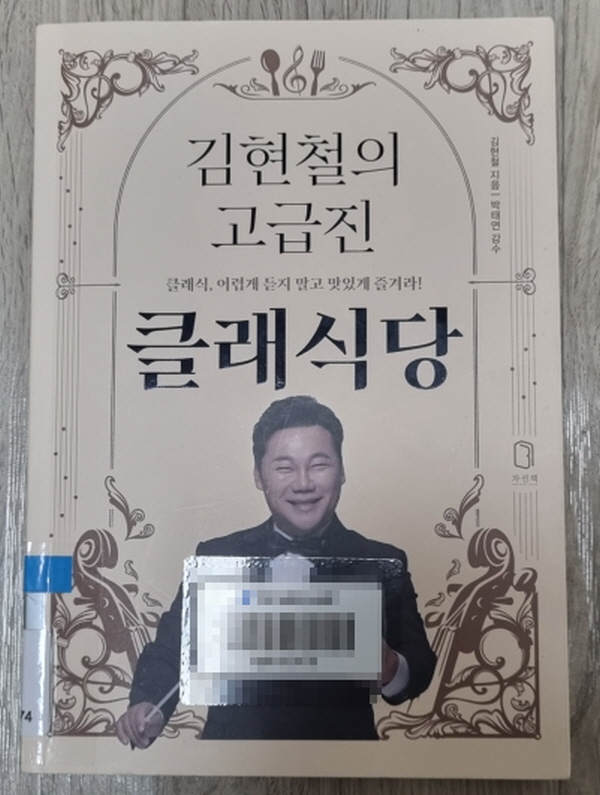 김현철의
고급진
클래식, 어렵게 듣지 말고 맛있게 즐겨라!
클래식당
김현철 지음 | 박태연 감수
74